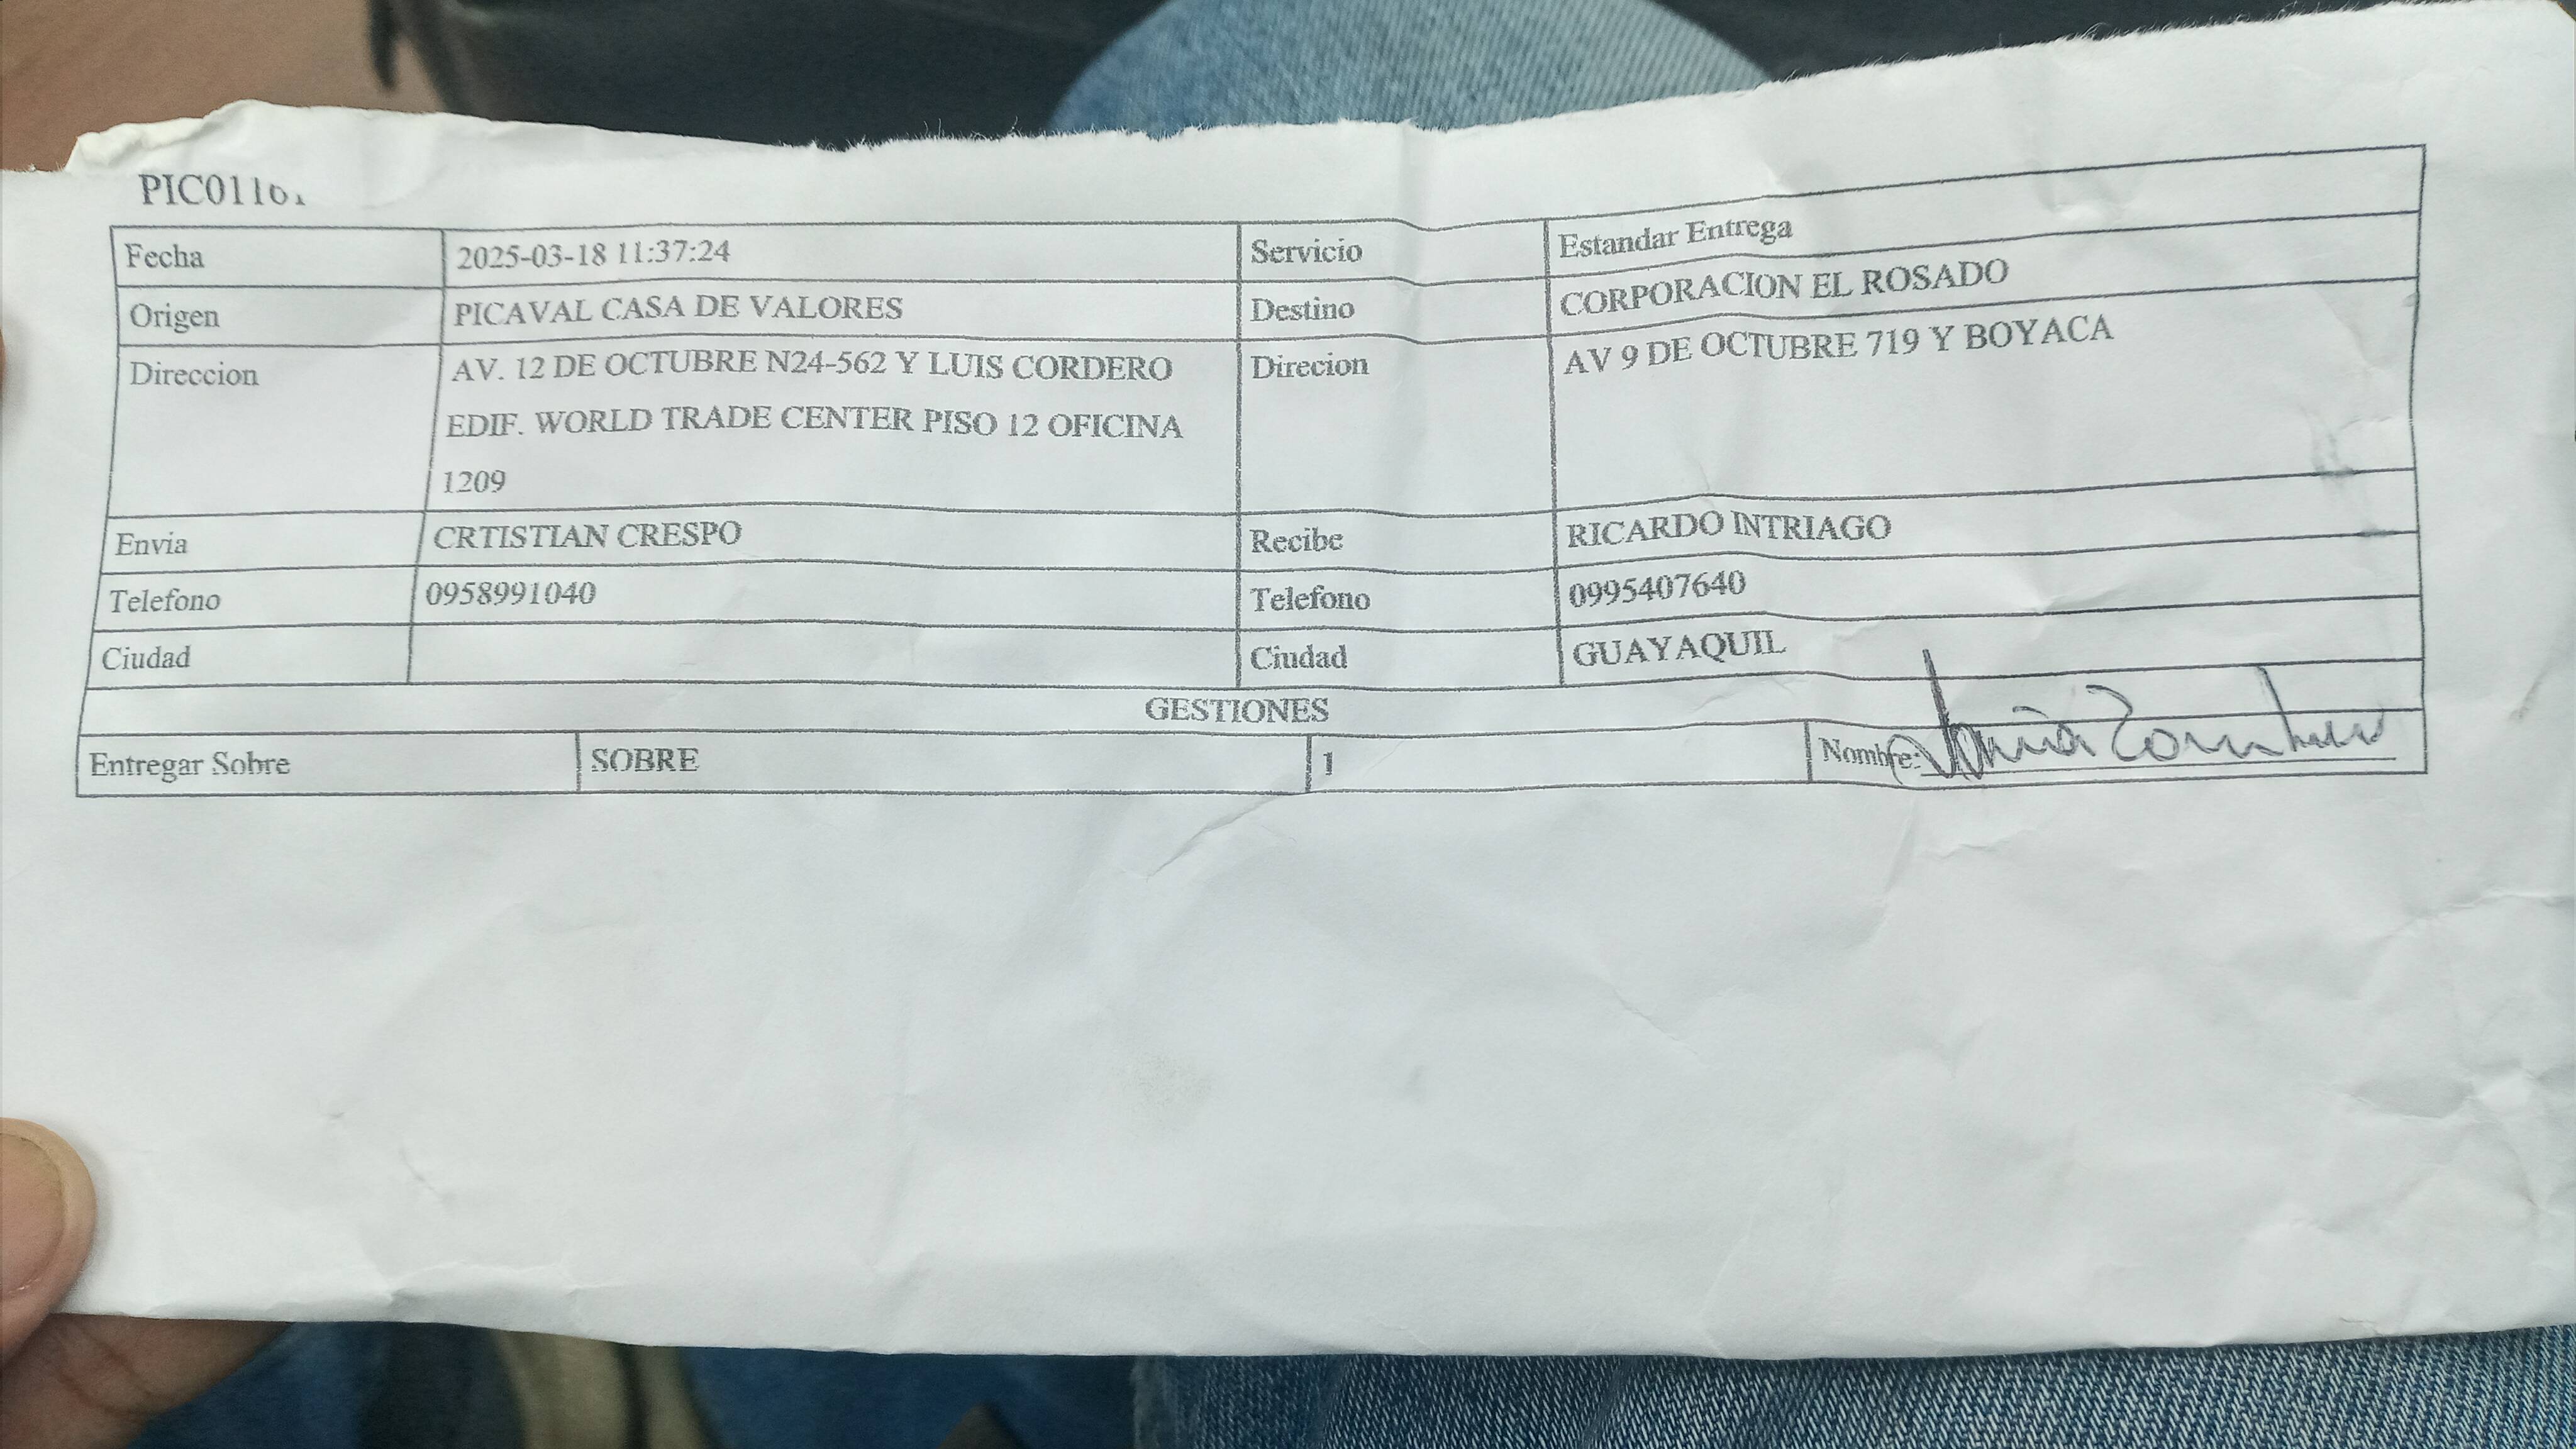 Fecha 2025-03-18 11:37:24 Servicio Estandar Entrega
Origen PICAVAL CASA DE VALORES Destino CORPORACION EL ROSADO
Direccion AV. 12 DE OCTUBRE N24-562 Y LUIS CORDERO Direcion AV 9 DE OCTUBRE 719 Y BOYACA
EDIF. WORLD TRADE CENTER PISO 12 OFICINA
1209
Envia CRTISTIAN CRESPO Recibe RICARDO INTRIAGO
Telefono 0958991040 Telefono 0995407640
Ciudad Ciudad GUAYAQUIL
GESTIONES
Entregar Sobre SOBRE 1 Nombre: